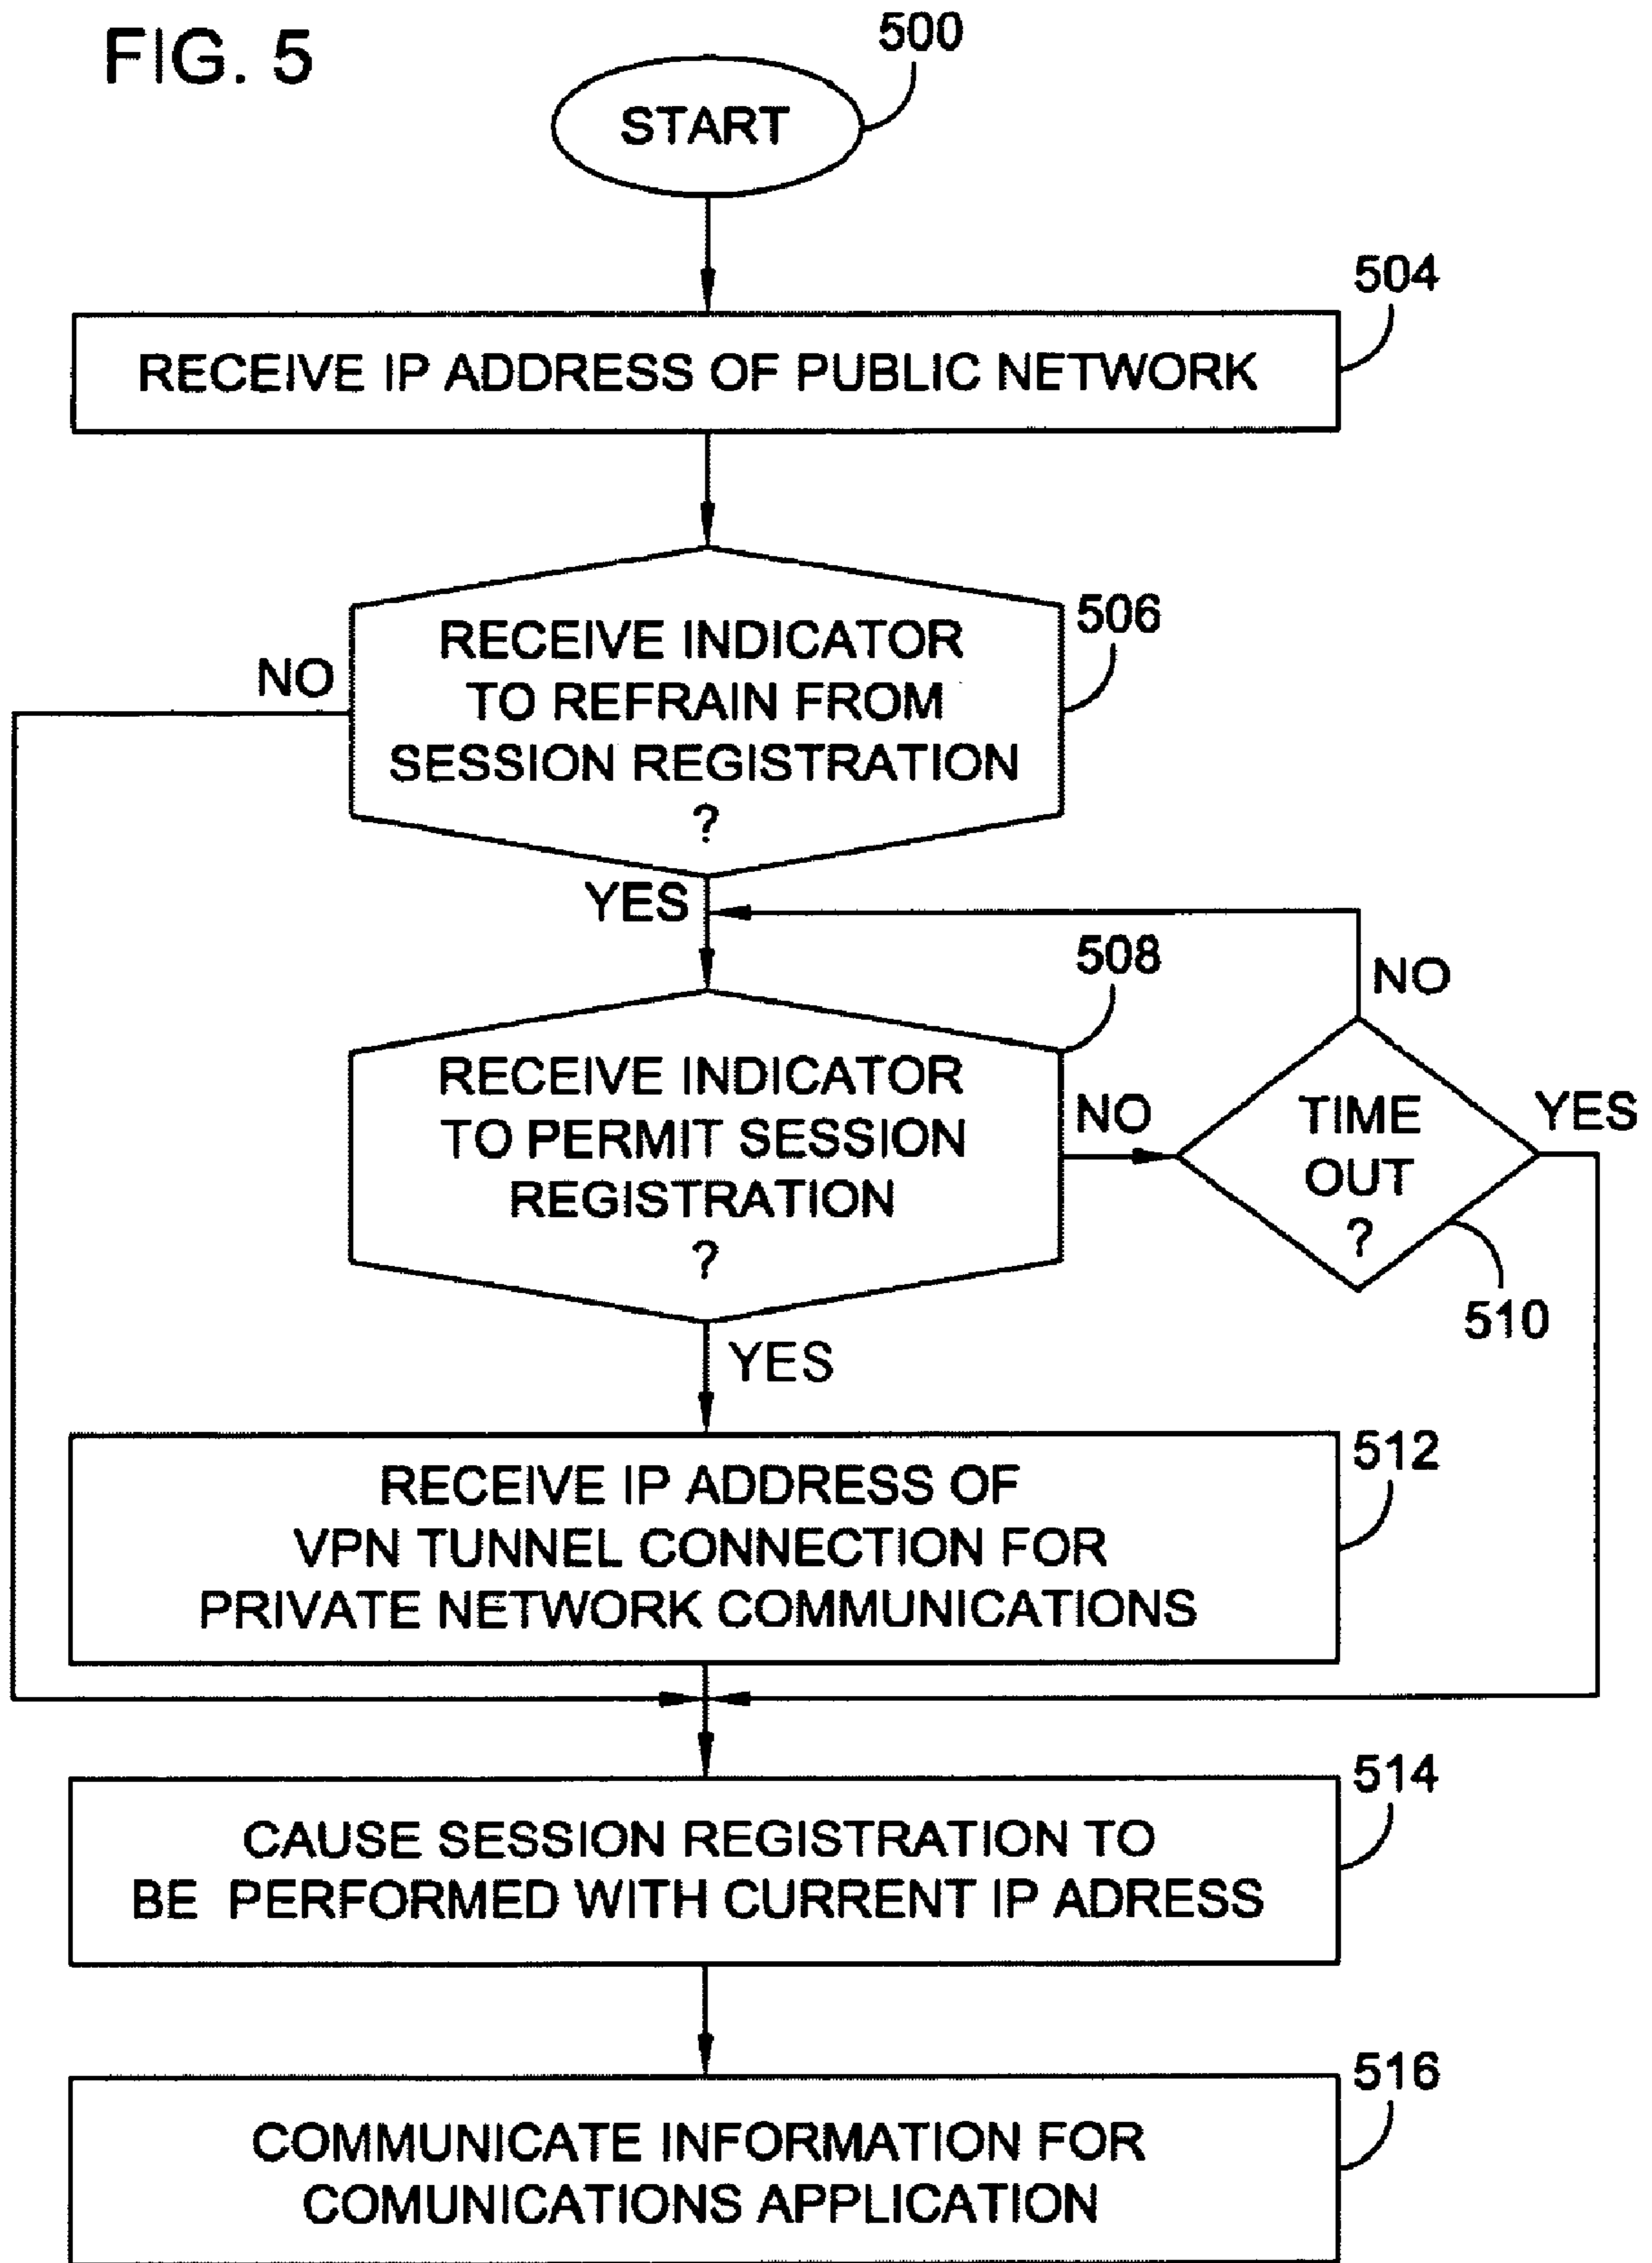 FIG. 5
500
START
504
RECEIVE IP ADDRESS OF PUBLIC NETWORK
506
RECEIVE INDICATOR
TO REFRAIN FROM
SESSION REGISTRATION
?
NO
YES
508
NO
RECEIVE INDICATOR
TO PERMIT SESSION
REGISTRATION
?
NO
TIME
OUT
?
YES
510
YES
512
RECEIVE IP ADDRESS OF
VPN TUNNEL CONNECTION FOR
PRIVATE NETWORK COMMUNICATIONS
514
CAUSE SESSION REGISTRATION TO
BE PERFORMED WITH CURRENT IP ADRESS
516
COMMUNICATE INFORMATION FOR
COMUNICATIONS APPLICATION